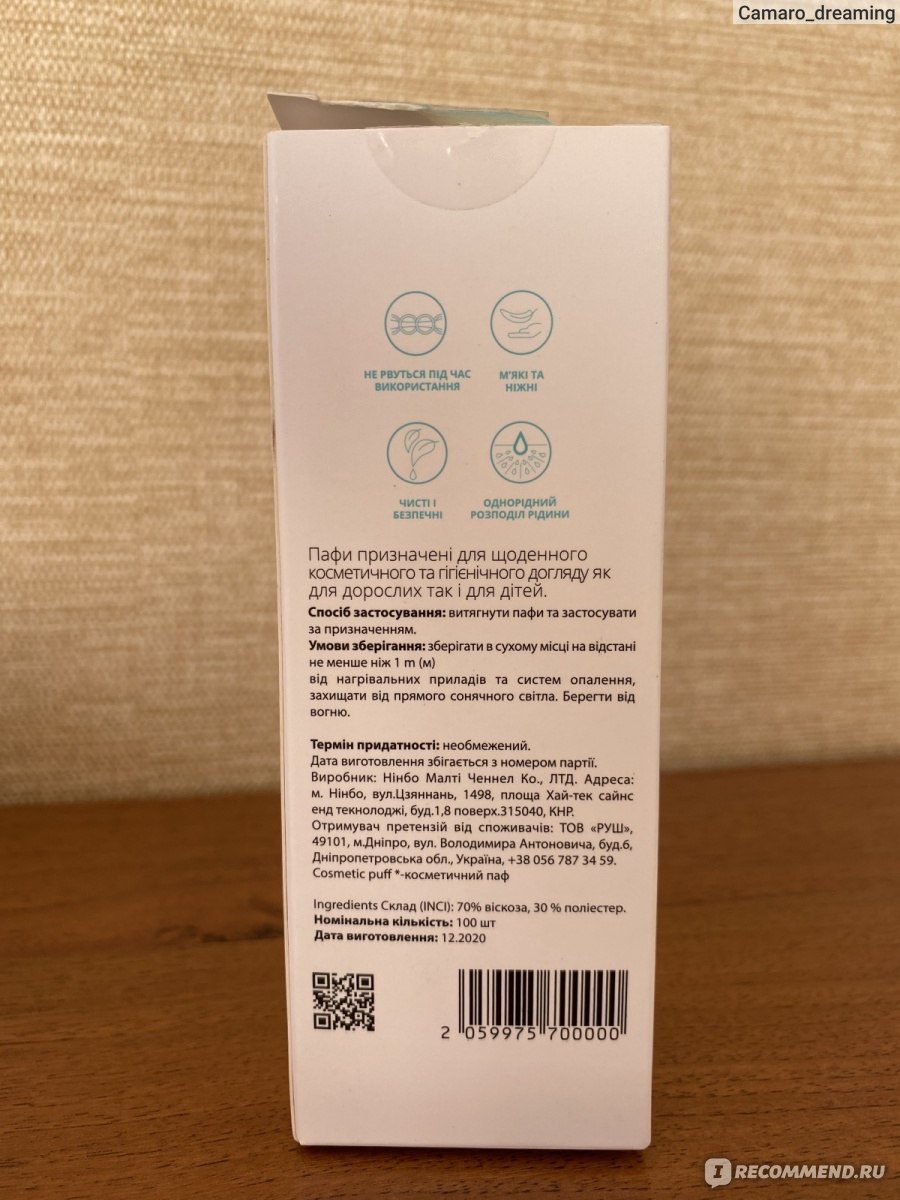 Camaro_dreaming
НЕ РВУТЬСЯ ПІД ЧАС
ВИКОРИСТАННЯ
М'ЯКІ ТА
НІЖНІ
ЧИСТІ І
БЕЗПЕЧНІ
ОДНОРІДНИЙ
РОЗПОДІЛ РІДИНИ
Пафи призначені для щоденного
косметичного та гігієнічного догляду як
для дорослих так і для дітей.
Спосіб застосування: витягнути пафи та застосувати
за призначенням.
Умови зберігання: зберігати в сухому місці на відстані
не менше ніж 1 m (м)
від нагрівальних приладів та систем опалення,
захищати від прямого сонячного світла. Берегти від
вогню.
Термін придатності: необмежений.
Дата виготовлення збігається з номером партії.
Виробник: Нінбо Малті Ченнел Ко., ЛТД. Адреса:
м. Нінбо, вул.Цзяннань, 1498, площа Хай-тек сайнс
енд текнолоджі, буд.1,8 поверх.315040, КНР.
Отримувач претензій від споживачів: ТОВ «РУШ»,
49101, м.Дніпро, вул. Володимира Антоновича, буд.6,
Дніпропетровська обл., Україна, +38 056 787 34 59.
Cosmetic puff *-косметичний паф
Ingredients Склад (INCI): 70% віскоза, 30 % поліестер.
Номінальна кількість: 100 шт
Дата виготовлення: 12.2020
2 059975 700000
IRECOMMEND.RU